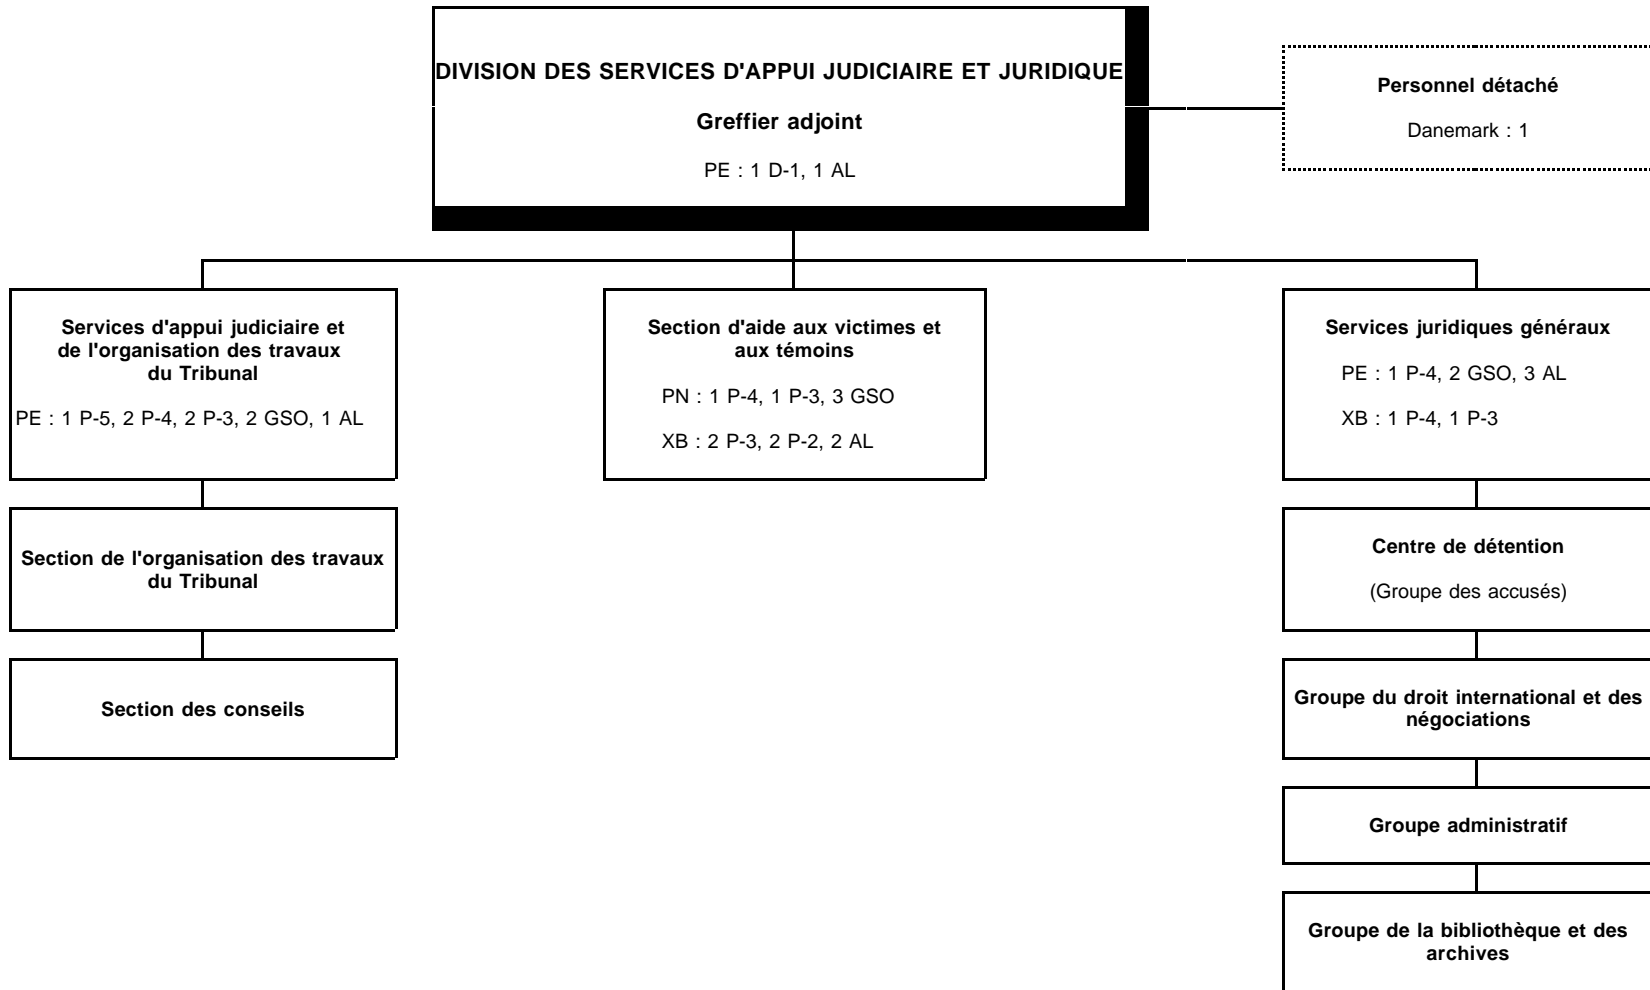 DIVISION DES SERVICES D'APPUI JUDICIAIRE ET JURIDIQUE
Greffier adjoint
PE : 1 D-1, 1 AL
Personnel détaché
Danemark : 1
Services d'appui judiciaire et
de l'organisation des travaux
du Tribunal
PE : 1 P-5, 2 P-4, 2 P-3, 2 GSO, 1 AL
Section d'aide aux victimes et
aux témoins
PN : 1 P-4, 1 P-3, 3 GSO
XB : 2 P-3, 2 P-2, 2 AL
Services juridiques généraux
PE : 1 P-4, 2 GSO, 3 AL
XB : 1 P-4, 1 P-3
Section de l'organisation des travaux
du Tribunal
Section des conseils
Centre de détention
(Groupe des accusés)
Groupe du droit international et des
négociations
Groupe administratif
Groupe de la bibliothèque et des
archives